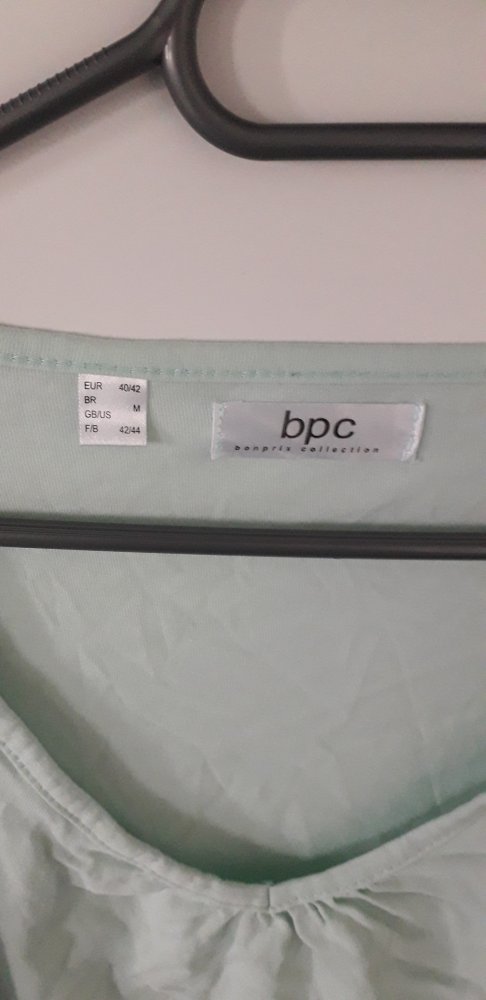 EUR 40/42
BR
GB/US M
F/B 42/44
bpc
bonprix collection